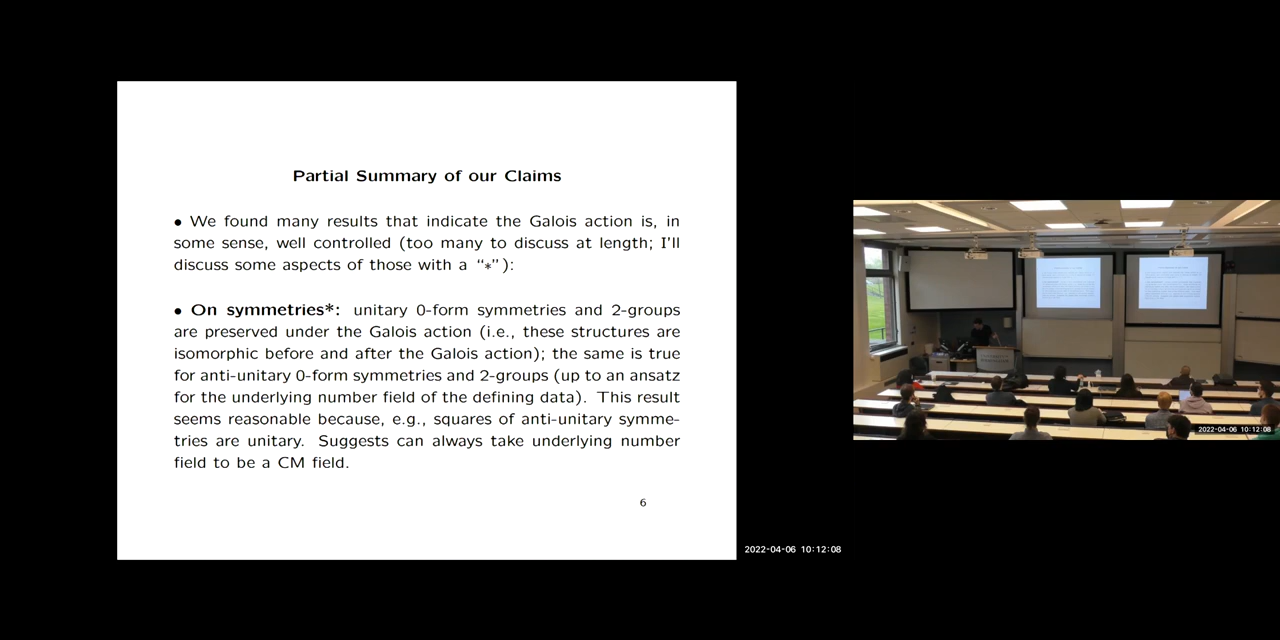 Partial Summary of our Claims
• We found many results that indicate the Galois action is, in
some sense, well controlled (too many to discuss at length; I'll
discuss some aspects of those with a “*”):
• On symmetries*: unitary 0-form symmetries and 2-groups
are preserved under the Galois action (i.e., these structures are
isomorphic before and after the Galois action); the same is true
for anti-unitary 0-form symmetries and 2-groups (up to an ansatz
for the underlying number field of the defining data). This result
seems reasonable because, e.g., squares of anti-unitary symme-
tries are unitary. Suggests can always take underlying number
field to be a CM field.
6
2022-04-06 10:12:08
2022-04-06 10:12:08